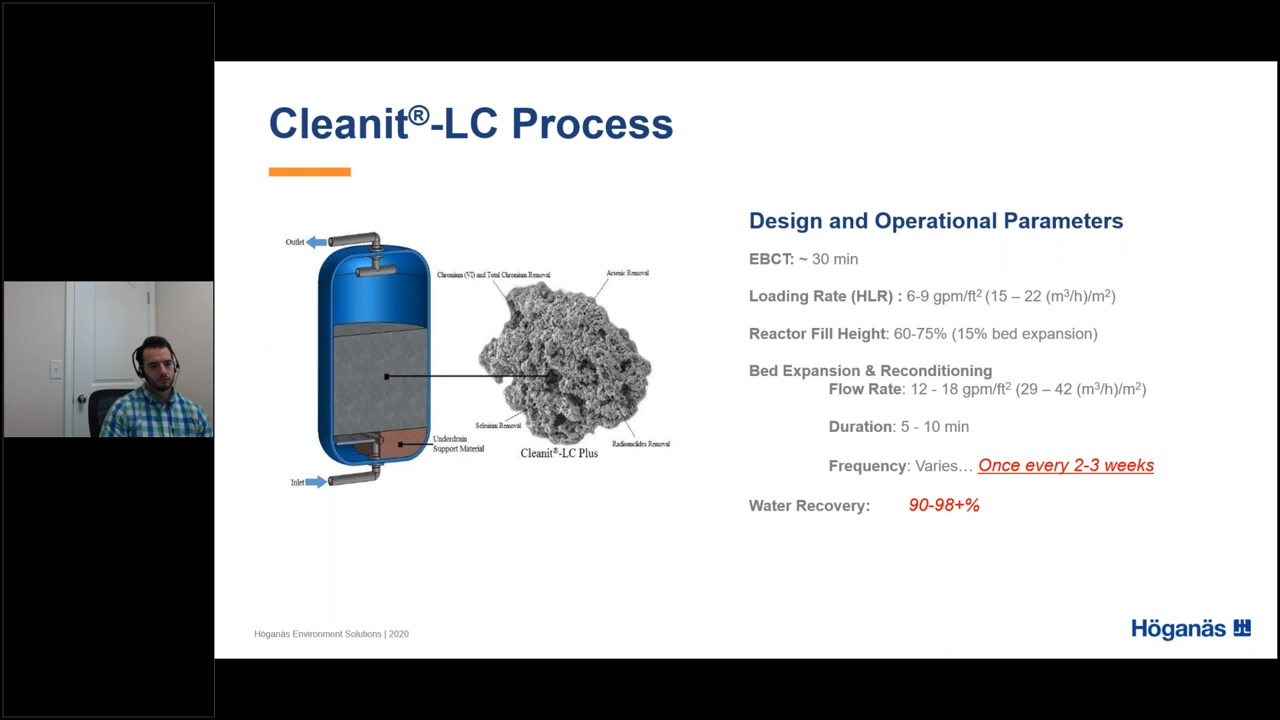 Cleanit®-LC Process
Outlet
Chromium (VI) and Total Chromium Removal
Arsenic Removal
Selenium Removal
Radionuclides Removal
Underdrain
Support Material
Cleanit®-LC Plus
Inlet
Design and Operational Parameters
EBCT: ~ 30 min
Loading Rate (HLR) : 6-9 gpm/ft² (15 – 22 (m³/h)/m²)
Reactor Fill Height: 60-75% (15% bed expansion)
Bed Expansion & Reconditioning
Flow Rate: 12 - 18 gpm/ft² (29 – 42 (m³/h)/m²)
Duration: 5 - 10 min
Frequency: Varies… Once every 2-3 weeks
Water Recovery: 90-98+%
Höganäs Environment Solutions | 2020
Höganäs